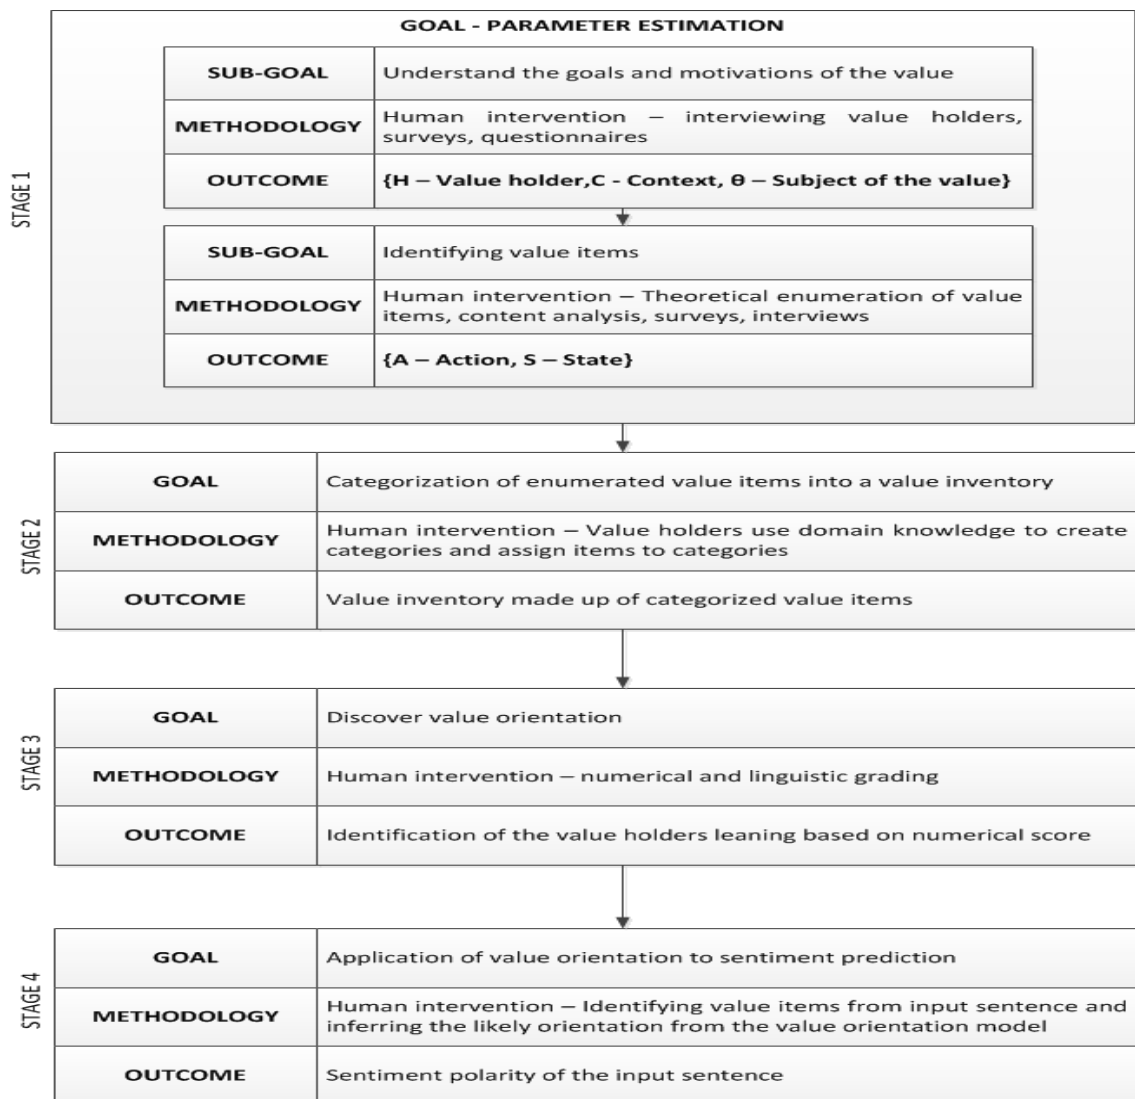 GOAL - PARAMETER ESTIMATION
SUB-GOAL
Understand the goals and motivations of the value
METHODOLOGY
Human intervention – interviewing value holders,
surveys, questionnaires
OUTCOME
{H – Value holder,C - Context, θ – Subject of the value}
SUB-GOAL
Identifying value items
METHODOLOGY
Human intervention – Theoretical enumeration of value
items, content analysis, surveys, interviews
OUTCOME
{A – Action, S – State}
STAGE 1
GOAL
Categorization of enumerated value items into a value inventory
METHODOLOGY
Human intervention – Value holders use domain knowledge to create
categories and assign items to categories
OUTCOME
Value inventory made up of categorized value items
STAGE 2
GOAL
Discover value orientation
METHODOLOGY
Human intervention – numerical and linguistic grading
OUTCOME
Identification of the value holders leaning based on numerical score
STAGE 3
GOAL
Application of value orientation to sentiment prediction
METHODOLOGY
Human intervention – Identifying value items from input sentence and
inferring the likely orientation from the value orientation model
OUTCOME
Sentiment polarity of the input sentence
STAGE 4